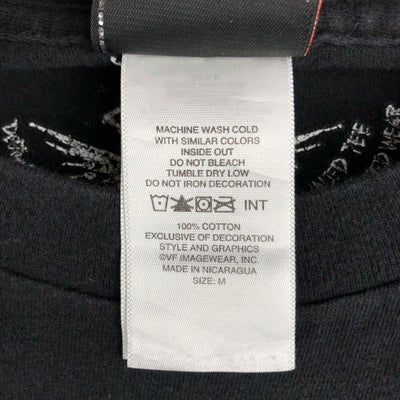 MACHINE WASH COLD
WITH SIMILAR COLORS
INSIDE OUT
DO NOT BLEACH
TUMBLE DRY LOW
DO NOT IRON DECORATION
INT
100% COTTON
EXCLUSIVE OF DECORATION
STYLE AND GRAPHICS
©VF IMAGEWEAR, INC.
MADE IN NICARAGUA
SIZE: M
TEE